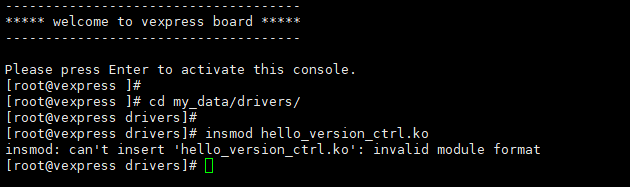 -------------------------------------
***** welcome to vexpress board *****
-------------------------------------
Please press Enter to activate this console.
[root@vexpress ]#
[root@vexpress ]# cd my_data/drivers/
[root@vexpress drivers]#
[root@vexpress drivers]# insmod hello_version_ctrl.ko
insmod: can't insert 'hello_version_ctrl.ko': invalid module format
[root@vexpress drivers]#